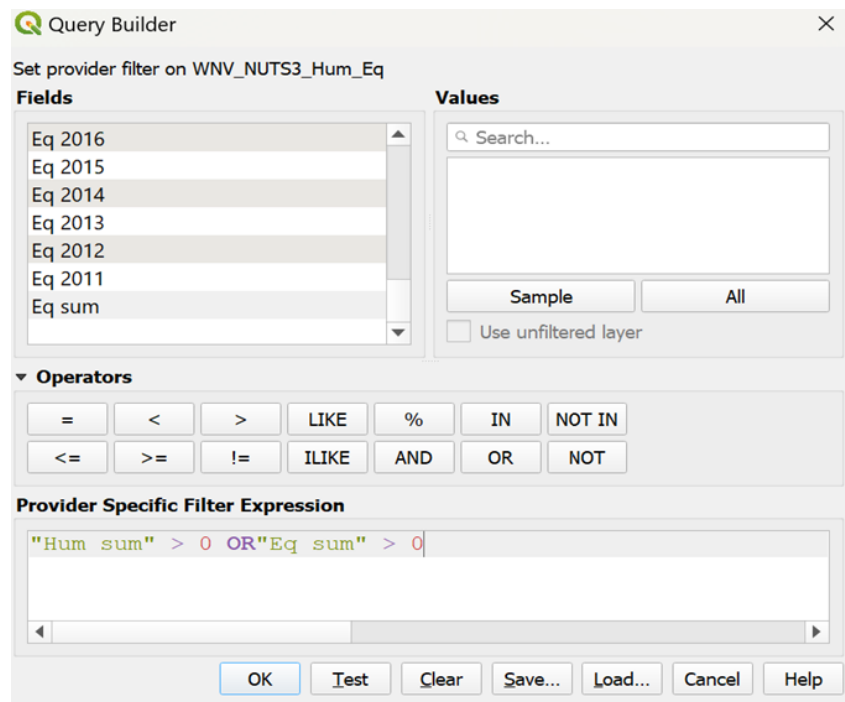 Query Builder
Set provider filter on WNV_NUTS3_Hum_Eq
Fields
Values
Eq 2016
Eq 2015
Eq 2014
Eq 2013
Eq 2012
Eq 2011
Eq sum
Search...
Sample
All
Use unfiltered layer
Operators
= < > LIKE % IN NOT IN
<= >= != ILIKE AND OR NOT
Provider Specific Filter Expression
"Hum sum" > 0 OR"Eq sum" > 0
OK Test Clear Save... Load... Cancel Help